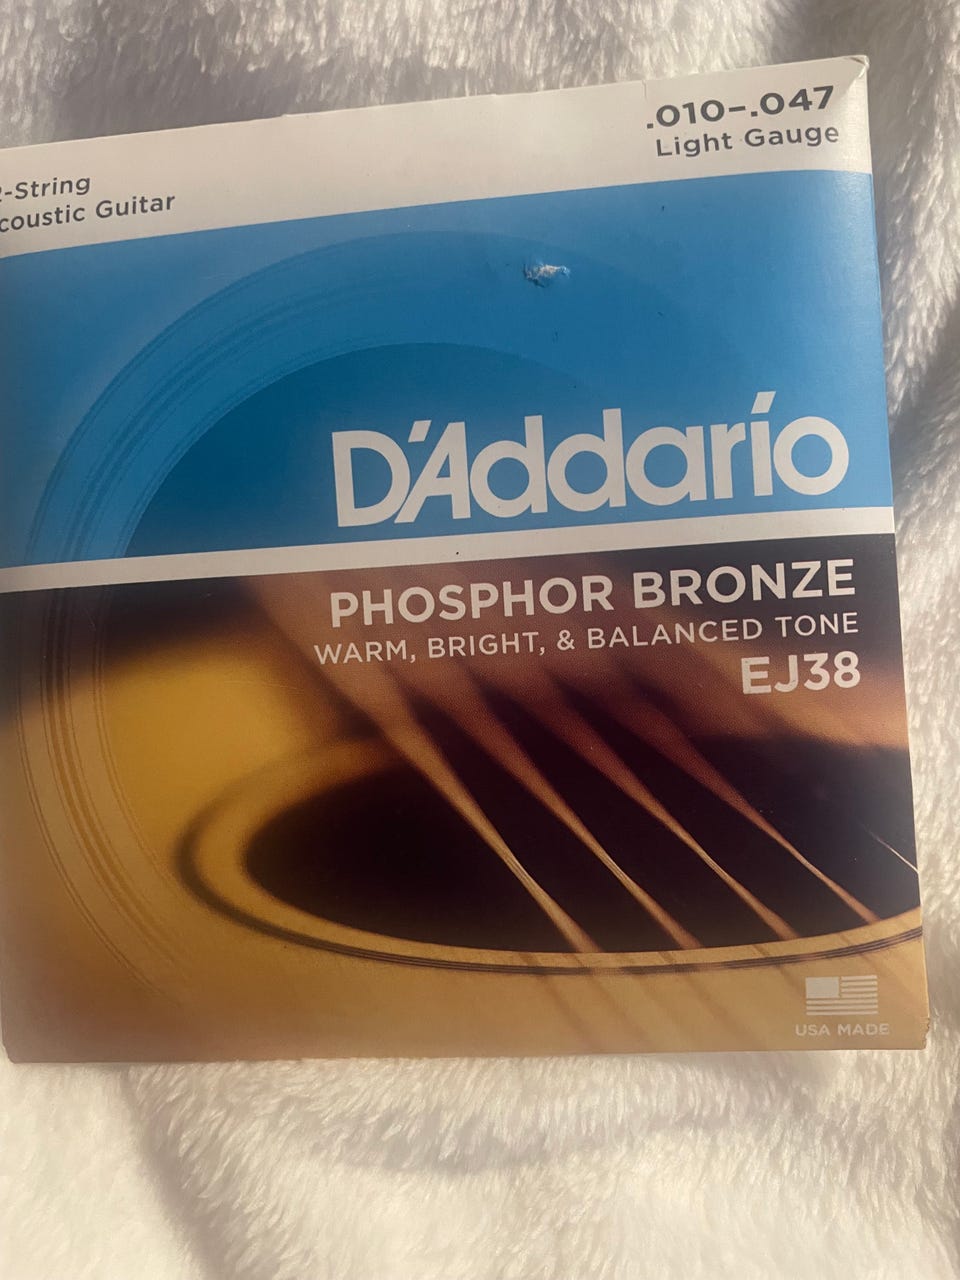 .010–.047
Light Gauge
-String
coustic Guitar
D'Addario
PHOSPHOR BRONZE
WARM, BRIGHT, & BALANCED TONE
EJ38
USA MADE